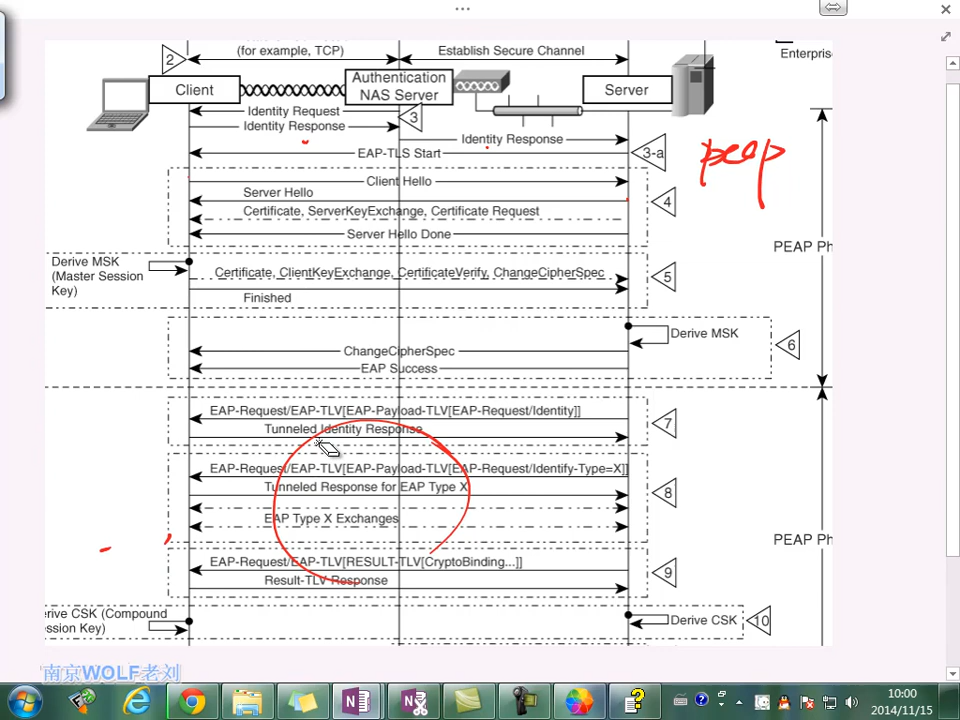 (for example, TCP)
Establish Secure Channel
Enterpris
2
Client
Authentication
NAS Server
Server
Identity Request
3
Identity Response
Identity Response
EAP-TLS Start
3-a
peap
Client Hello
Server Hello
4
Certificate, ServerKeyExchange, Certificate Request
Server Hello Done
PEAP Ph
Derive MSK
(Master Session
Key)
Certificate, ClientKeyExchange, CertificateVerify, ChangeCipherSpec
5
Finished
Derive MSK
6
ChangeCipherSpec
EAP Success
EAP-Request/EAP-TLV[EAP-Payload-TLV[EAP-Request/Identity]]
7
Tunneled Identity Response
EAP-Request/EAP-TLV[EAP-Payload-TLV[EAP-Request/Identify-Type=X]]
Tunneled Response for EAP Type X
8
EAP Type X Exchanges
PEAP Ph
EAP-Request/EAP-TLV[RESULT-TLV[CryptoBinding...]]
9
Result-TLV Response
erive CSK (Compound
ession Key)
Derive CSK
10
南京WOLF老刘
10:00
2014/11/15